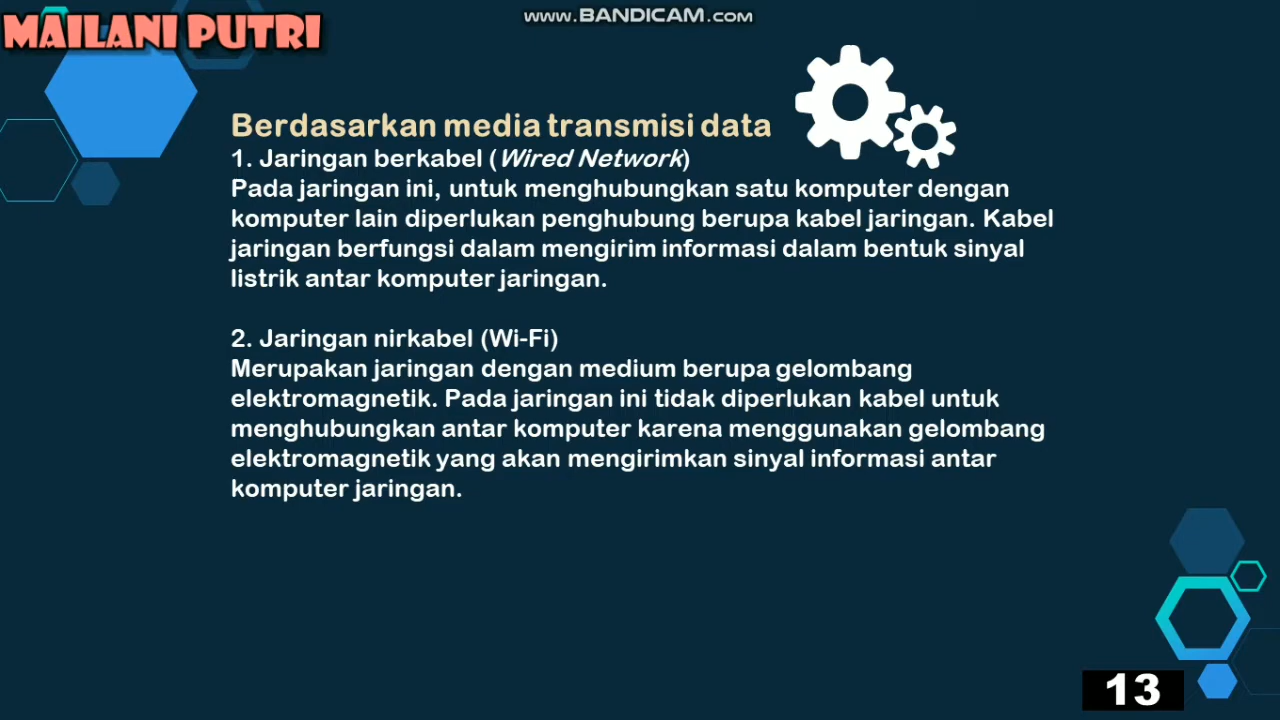 MAILANI PUTRI
www.BANDICAM.com
Berdasarkan media transmisi data
1. Jaringan berkabel (Wired Network)
Pada jaringan ini, untuk menghubungkan satu komputer dengan
komputer lain diperlukan penghubung berupa kabel jaringan. Kabel
jaringan berfungsi dalam mengirim informasi dalam bentuk sinyal
listrik antar komputer jaringan.
2. Jaringan nirkabel (Wi-Fi)
Merupakan jaringan dengan medium berupa gelombang
elektromagnetik. Pada jaringan ini tidak diperlukan kabel untuk
menghubungkan antar komputer karena menggunakan gelombang
elektromagnetik yang akan mengirimkan sinyal informasi antar
komputer jaringan.
13